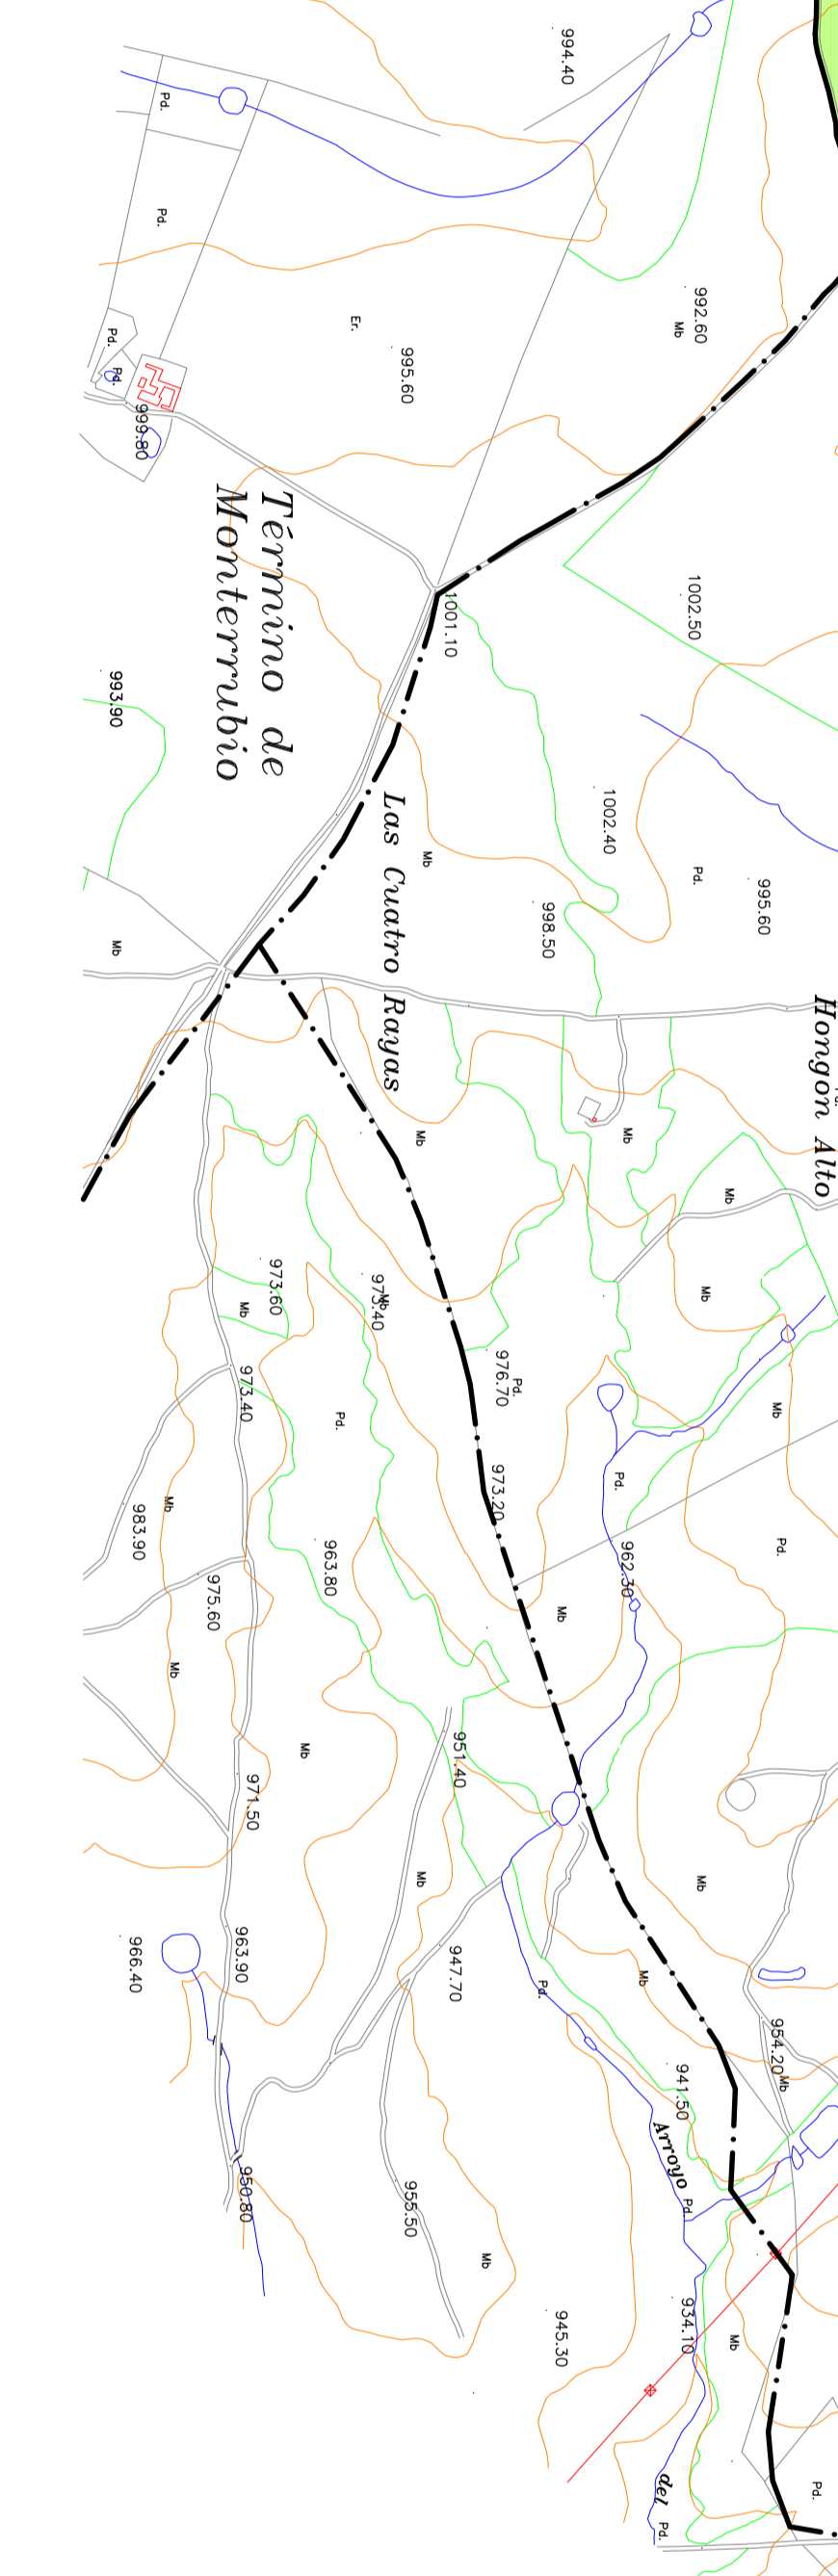 994.40
Pd.
Pd.
992.60
Mb
Er.
995.60
Pd.
Pd.
999.80
Término de
Monterrubio
1001.10
1002.50
993.90
Las Cuatro Rayas
1002.40
Mb
Pd.
995.60
998.50
Mb
Hongón Alto
Mb
Mb
Mb
973.60
Mb
973.40
Mb
Mb
976.70
Pd.
973.40
Pd.
Mb
973.20
Pd.
Mb
983.90
Pd.
963.80
962.30
975.60
Mb
Mb
Mb
951.40
971.50
Mb
Mb
963.90
966.40
947.70
Pd.
Mb
954.20
Mb
941.50
Arroyo
Pd.
950.80
955.50
Mb
945.30
934.10
Mb
del
Pd.
Pd.